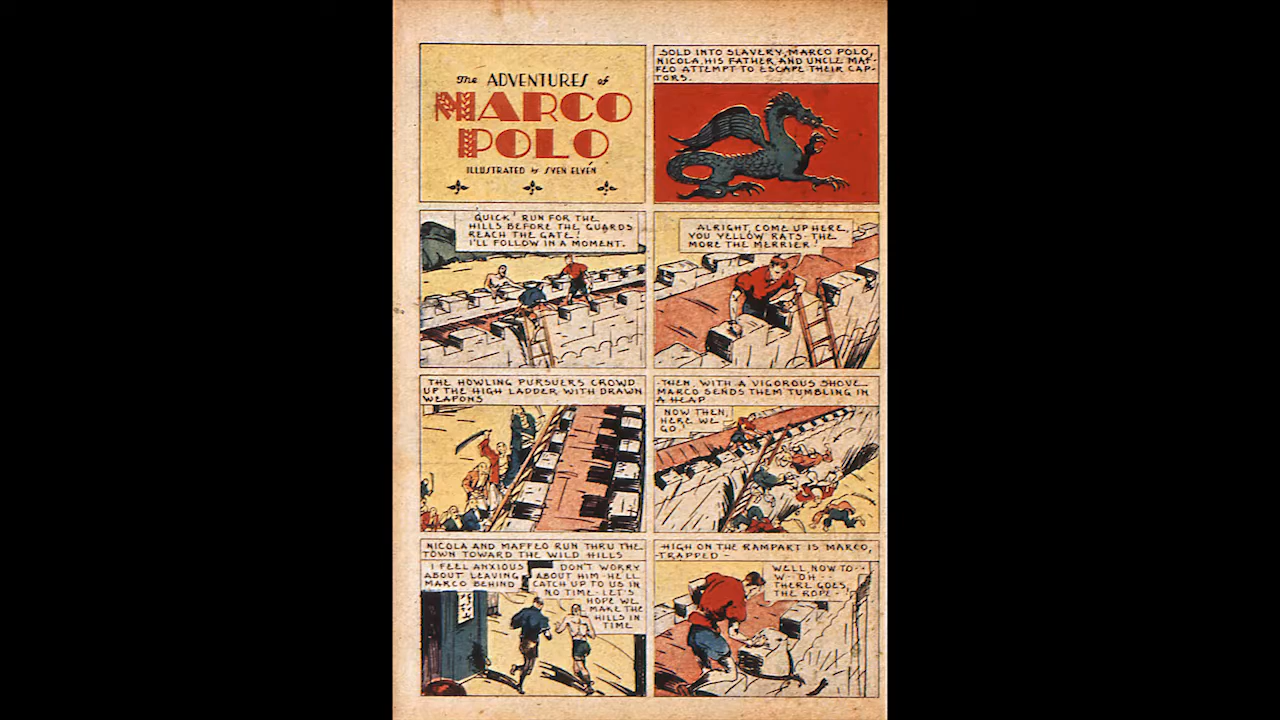 The ADVENTURES of
MARCO
POLO
ILLUSTRATED by SVEN ELVÉN
SOLD INTO SLAVERY, MARCO POLO,
NICOLA, HIS FATHER, AND UNCLE MAF-
FEO ATTEMPT TO ESCAPE THEIR CAP-
TORS.
QUICK! RUN FOR THE
HILLS BEFORE THE GUARDS
REACH THE GATE!
I'LL FOLLOW IN A MOMENT.
ALRIGHT, COME UP HERE,
YOU YELLOW RATS - THE
MORE THE MERRIER!
THE HOWLING PURSUERS CROWD
UP THE HIGH LADDER WITH DRAWN
WEAPONS
-THEN, WITH A VIGOROUS SHOVE
MARCO SENDS THEM TUMBLING IN
A HEAP
NOW THEN,
HERE WE
GO!
NICOLA AND MAFFEO RUN THRU THE
TOWN TOWARD THE WILD HILLS
I FEEL ANXIOUS
ABOUT LEAVING
MARCO BEHIND
DON'T WORRY
ABOUT HIM - HE'LL
CATCH UP TO US IN
NO TIME - LET'S
HOPE WE
MAKE THE
HILLS IN
TIME
HIGH ON THE RAMPART IS MARCO,
-TRAPPED-
WELL, NOW TO--
W--OH--
THERE GOES
THE ROPE--!